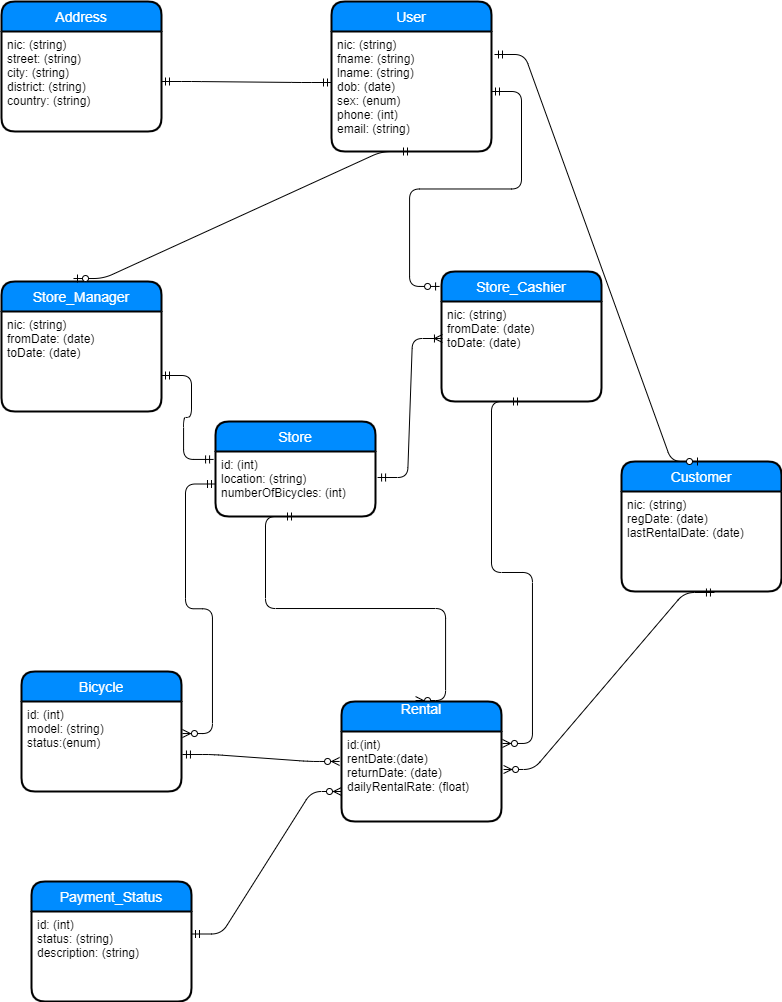 Address
nic: (string)
street: (string)
city: (string)
district: (string)
country: (string)
User
nic: (string)
fname: (string)
lname: (string)
dob: (date)
sex: (enum)
phone: (int)
email: (string)
Store_Manager
nic: (string)
fromDate: (date)
toDate: (date)
Store_Cashier
nic: (string)
fromDate: (date)
toDate: (date)
Store
id: (int)
location: (string)
numberOfBicycles: (int)
Customer
nic: (string)
regDate: (date)
lastRentalDate: (date)
Bicycle
id: (int)
model: (string)
status:(enum)
Rental
id:(int)
rentDate:(date)
returnDate: (date)
dailyRentalRate: (float)
Payment_Status
id: (int)
status: (string)
description: (string)